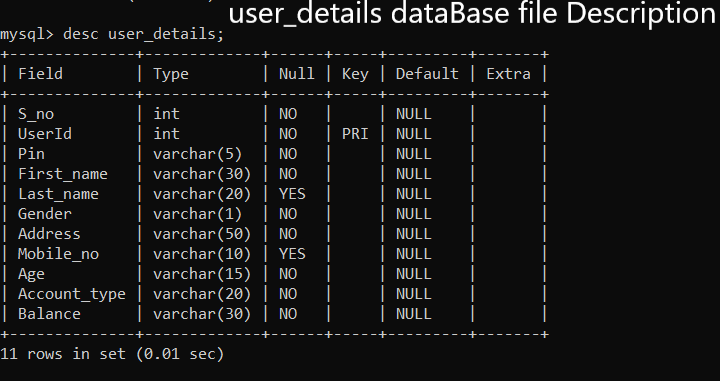 user_details dataBase file Description
mysql> desc user_details;
+--------------+-------------+------+-----+---------+-------+
| Field        | Type        | Null | Key | Default | Extra |
+--------------+-------------+------+-----+---------+-------+
| S_no         | int         | NO   |     | NULL    |       |
| UserId       | int         | NO   | PRI | NULL    |       |
| Pin          | varchar(5)  | NO   |     | NULL    |       |
| First_name   | varchar(30) | NO   |     | NULL    |       |
| Last_name    | varchar(20) | YES  |     | NULL    |       |
| Gender       | varchar(1)  | NO   |     | NULL    |       |
| Address      | varchar(50) | NO   |     | NULL    |       |
| Mobile_no    | varchar(10) | YES  |     | NULL    |       |
| Age          | varchar(15) | NO   |     | NULL    |       |
| Account_type | varchar(20) | NO   |     | NULL    |       |
| Balance      | varchar(30) | NO   |     | NULL    |       |
+--------------+-------------+------+-----+---------+-------+
11 rows in set (0.01 sec)